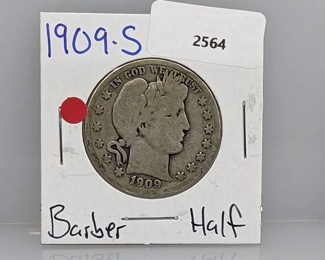 1909-S
2564
IN GOD WE TRUST
1909
Barber Half